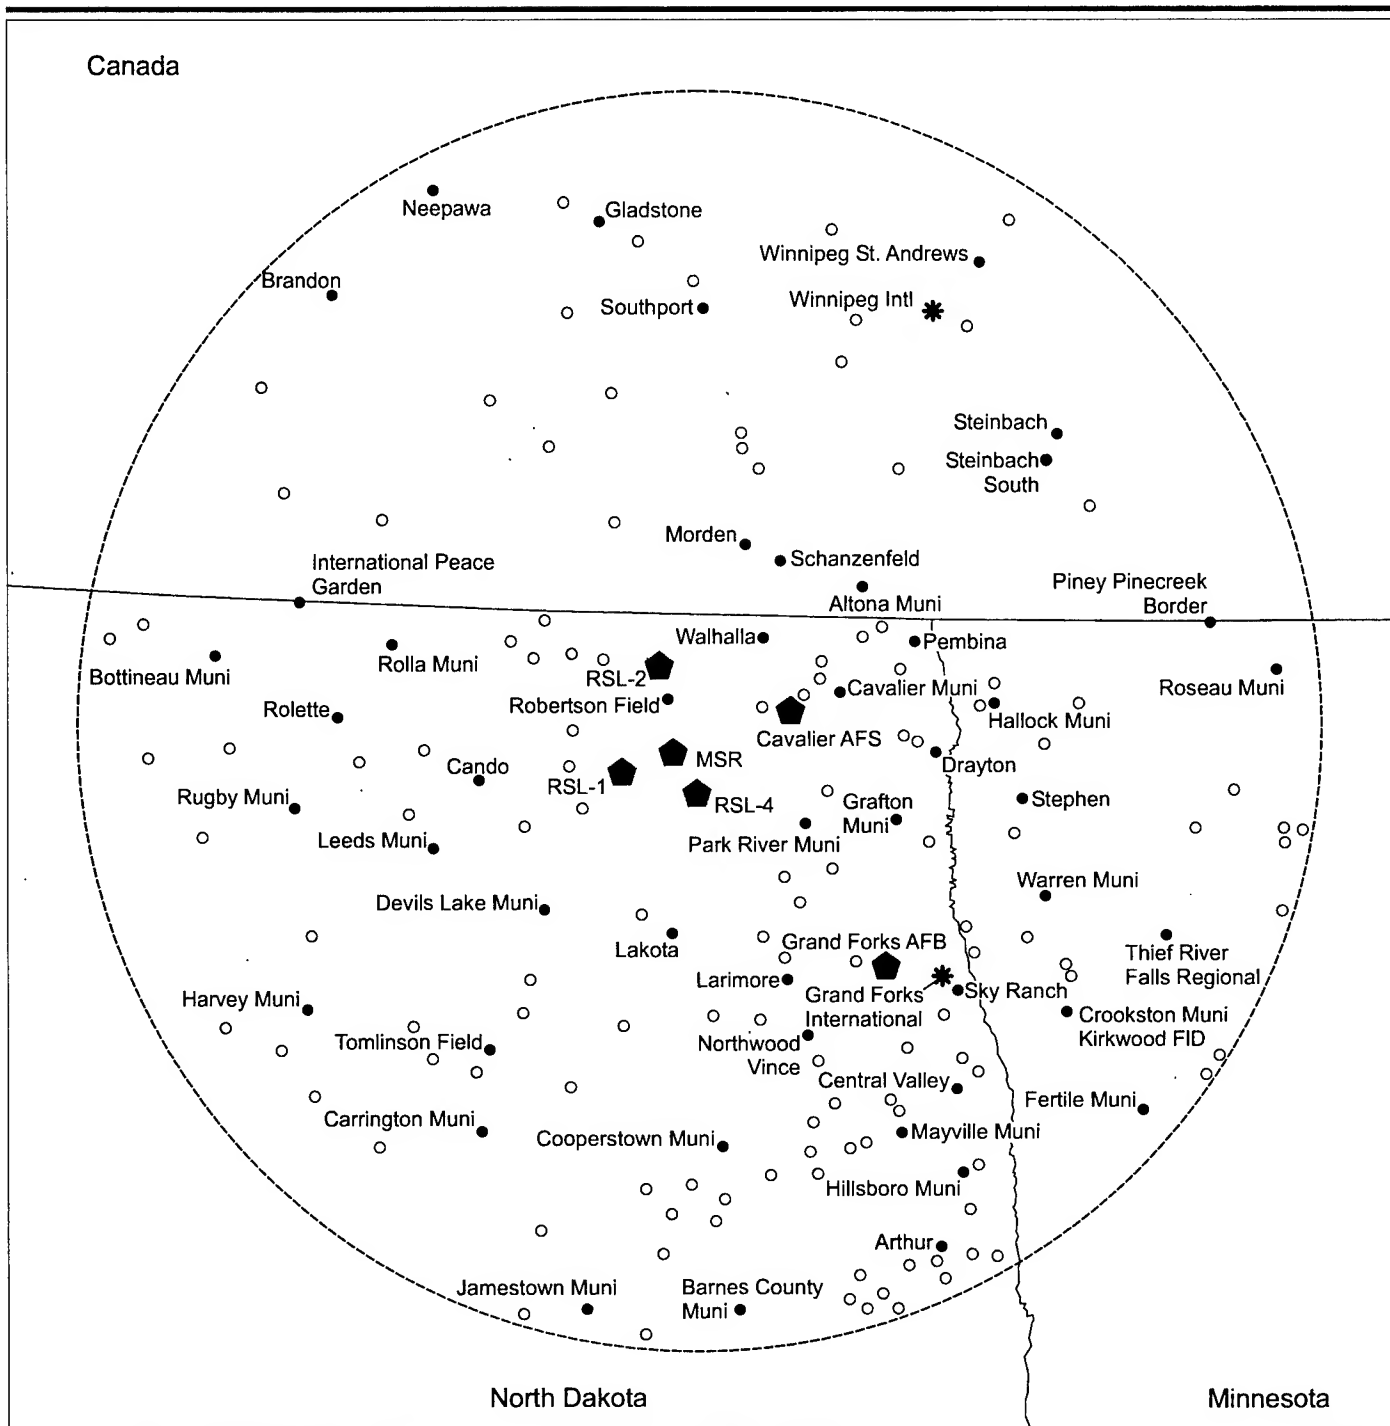 Canada
Neepawa
Gladstone
Winnipeg St. Andrews
Brandon
Southport
Winnipeg Intl
Steinbach
Steinbach
South
Morden
Schanzenfeld
International Peace
Garden
Altona Muni
Piney Pinecreek
Border
Walhalla
Pembina
Bottineau Muni
Rolla Muni
RSL-2
Roseau Muni
Rolette
Robertson Field
Cavalier Muni
Hallock Muni
Cavalier AFS
MSR
Drayton
Cando
RSL-1
Rugby Muni
RSL-4
Grafton
Muni
Stephen
Leeds Muni
Park River Muni
Warren Muni
Devils Lake Muni
Lakota
Grand Forks AFB
Thief River
Falls Regional
Larimore
Grand Forks
International
Sky Ranch
Harvey Muni
Crookston Muni
Kirkwood FID
Tomlinson Field
Northwood
Vince
Central Valley
Fertile Muni
Carrington Muni
Cooperstown Muni
Mayville Muni
Hillsboro Muni
Arthur
Jamestown Muni
Barnes County
Muni
North Dakota
Minnesota